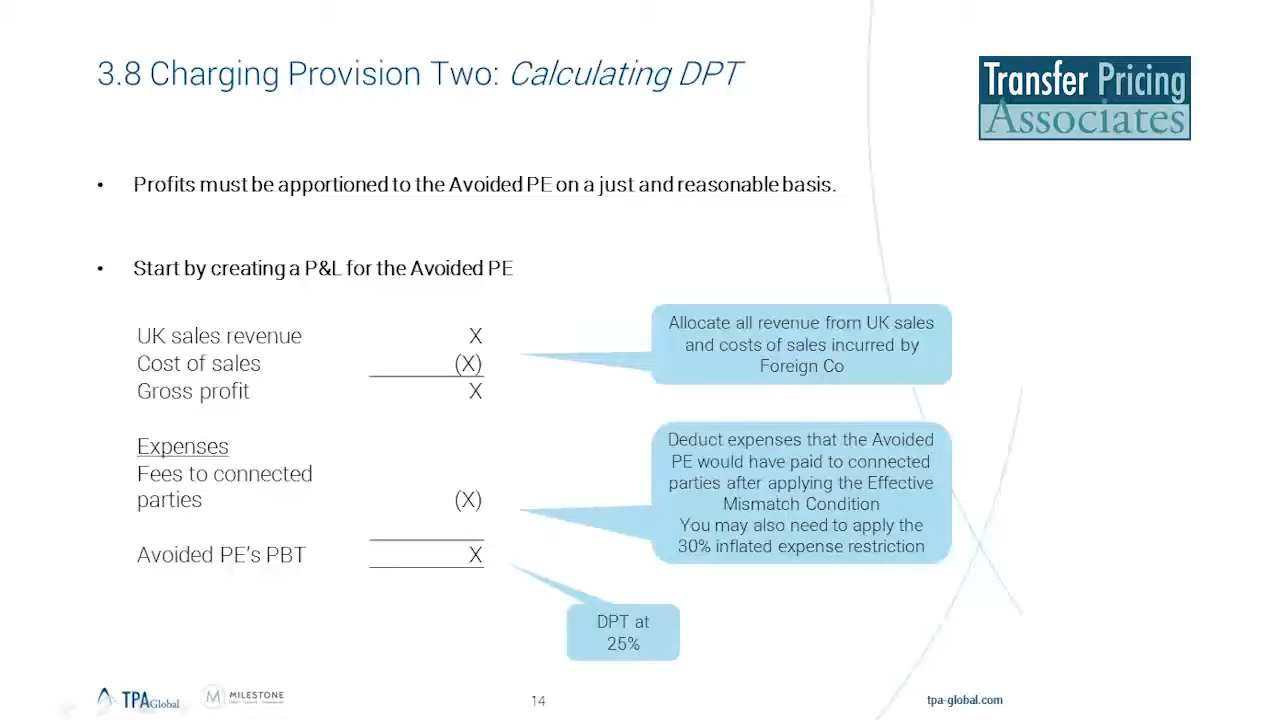 3.8 Charging Provision Two: Calculating DPT
Transfer Pricing
Associates
• Profits must be apportioned to the Avoided PE on a just and reasonable basis.
• Start by creating a P&L for the Avoided PE
UK sales revenue X
Cost of sales (X)
Gross profit X
Allocate all revenue from UK sales
and costs of sales incurred by
Foreign Co
Expenses
Fees to connected
parties (X)
Avoided PE's PBT X
Deduct expenses that the Avoided
PE would have paid to connected
parties after applying the Effective
Mismatch Condition
You may also need to apply the
30% inflated expense restriction
DPT at
25%
TPA Global
M MILESTONE
14
tpa-global.com